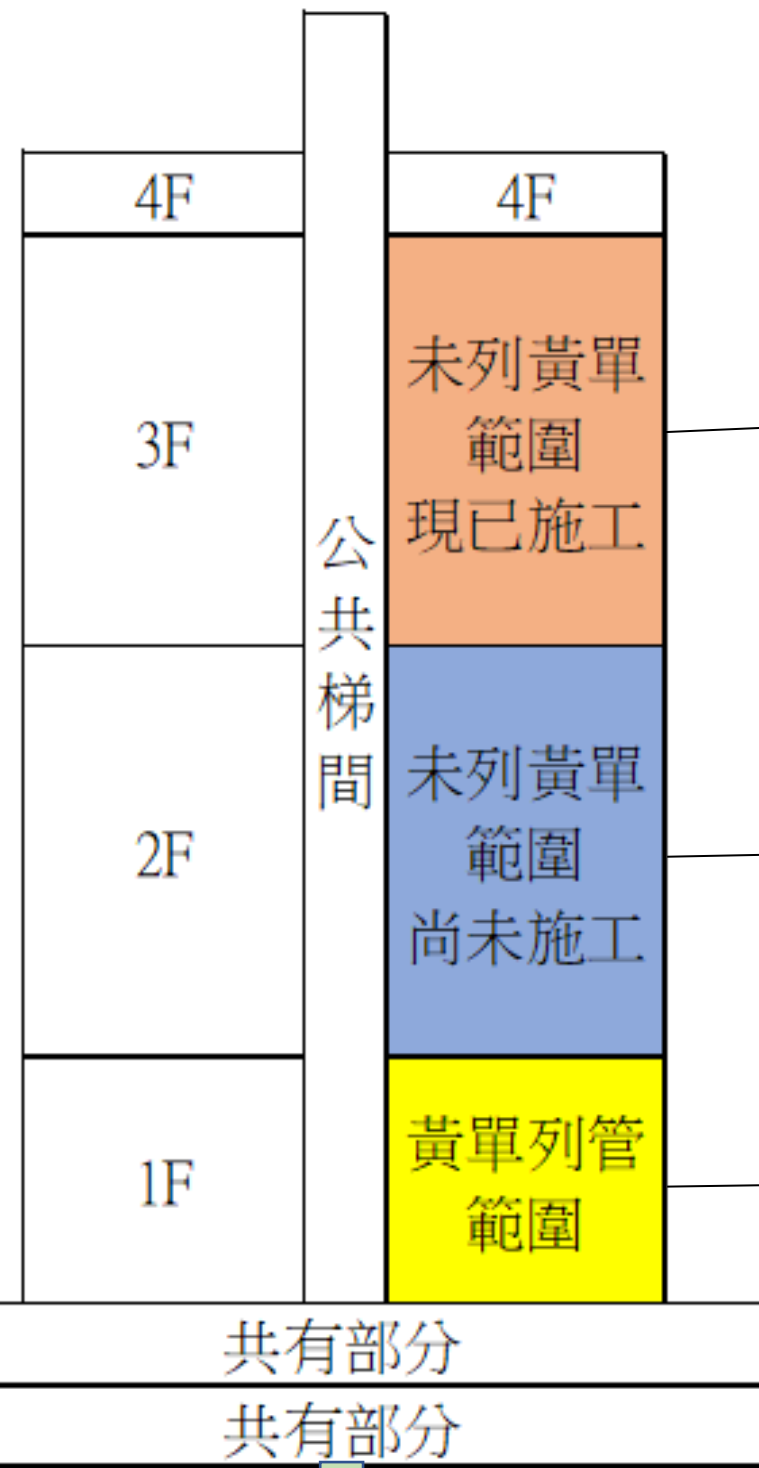 4F
4F
3F
未列黃單
範圍
現已施工
公共梯間
2F
未列黃單
範圍
尚未施工
1F
黃單列管
範圍
共有部分
共有部分